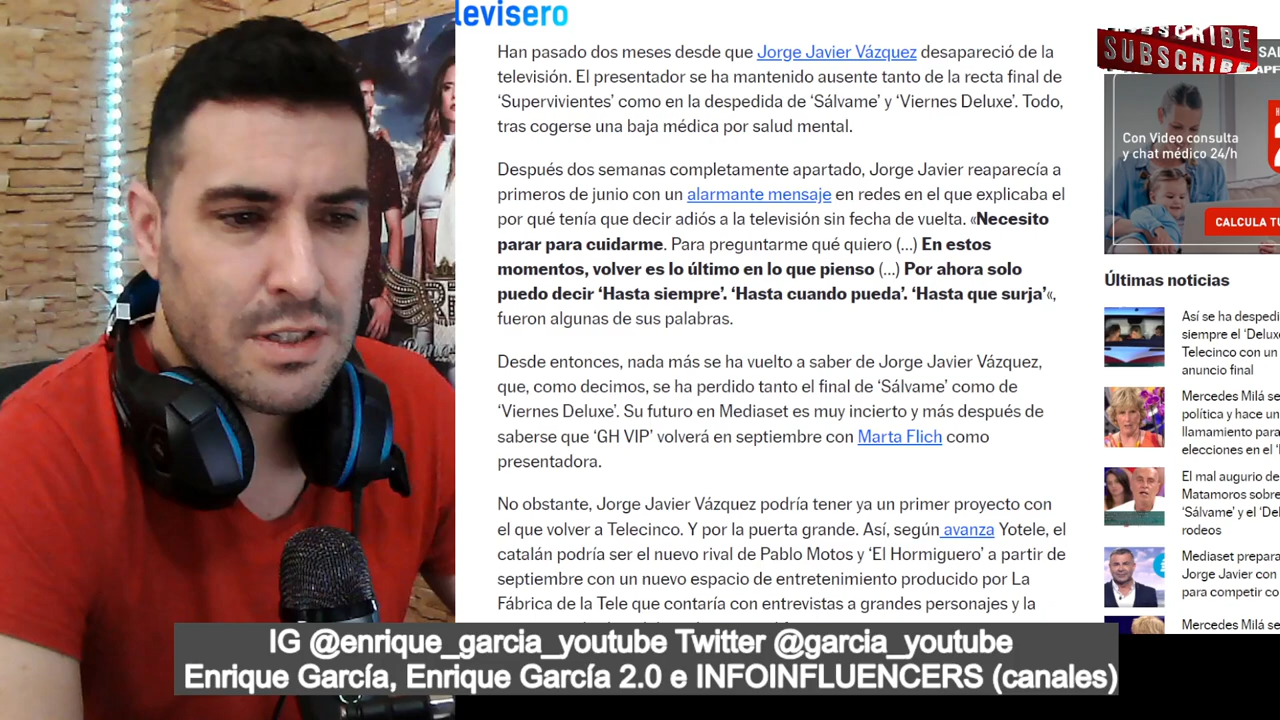 levisero
Han pasado dos meses desde que Jorge Javier Vázquez desapareció de la
televisión. El presentador se ha mantenido ausente tanto de la recta final de
‘Supervivientes’ como en la despedida de ‘Sálvame’ y ‘Viernes Deluxe’. Todo,
tras cogerse una baja médica por salud mental.
Después dos semanas completamente apartado, Jorge Javier reaparecía a
primeros de junio con un alarmante mensaje en redes en el que explicaba el
por qué tenía que decir adiós a la televisión sin fecha de vuelta. «Necesito
parar para cuidarme. Para preguntarme qué quiero (...) En estos
momentos, volver es lo último en lo que pienso (...) Por ahora solo
puedo decir ‘Hasta siempre’. ‘Hasta cuando pueda’. ‘Hasta que surja’«,
fueron algunas de sus palabras.
Desde entonces, nada más se ha vuelto a saber de Jorge Javier Vázquez,
que, como decimos, se ha perdido tanto el final de ‘Sálvame’ como de
‘Viernes Deluxe’. Su futuro en Mediaset es muy incierto y más después de
saberse que ‘GH VIP’ volverá en septiembre con Marta Flich como
presentadora.
No obstante, Jorge Javier Vázquez podría tener ya un primer proyecto con
el que volver a Telecinco. Y por la puerta grande. Así, según avanza Yotele, el
catalán podría ser el nuevo rival de Pablo Motos y ‘El Hormiguero’ a partir de
septiembre con un nuevo espacio de entretenimiento producido por La
Fábrica de la Tele que contaría con entrevistas a grandes personajes y la
SUBSCRIBE
SUBSCRIBE
Con Video consulta
y chat médico 24/h
CALCULA TU
Últimas noticias
Así se ha despedi
siempre el ‘Deluxe
Telecinco con un
anuncio final
Mercedes Milá se
política y hace un
llamamiento para
elecciones en el ‘
El mal augurio de
Matamoros sobre
‘Sálvame’ y el ‘Del
rodeos
Mediaset prepara
Jorge Javier con
para competir co
Mercedes Milá se
IG @enrique_garcia_youtube Twitter @garcia_youtube
Enrique García, Enrique García 2.0 e INFOINFLUENCERS (canales)